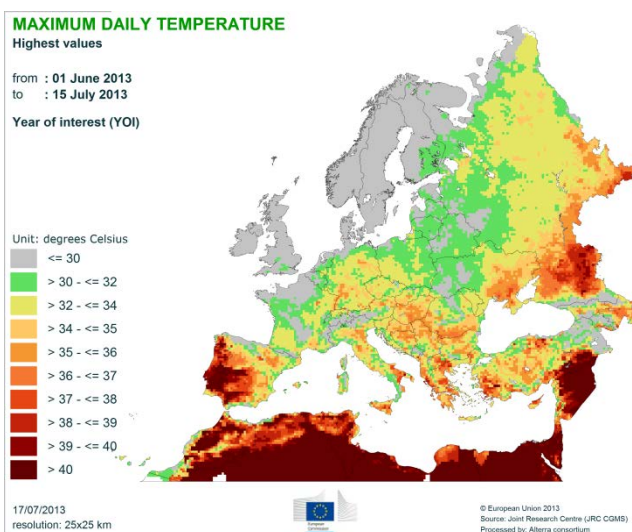 MAXIMUM DAILY TEMPERATURE
Highest values
from : 01 June 2013
to : 15 July 2013
Year of interest (YOI)
Unit: degrees Celsius
<= 30
> 30 - <= 32
> 32 - <= 34
> 34 - <= 35
> 35 - <= 36
> 36 - <= 37
> 37 - <= 38
> 38 - <= 39
> 39 - <= 40
> 40
17/07/2013
resolution: 25x25 km
European
Commission
© European Union 2013
Source: Joint Research Centre (JRC CGMS)
Processed by: Alterra consortium